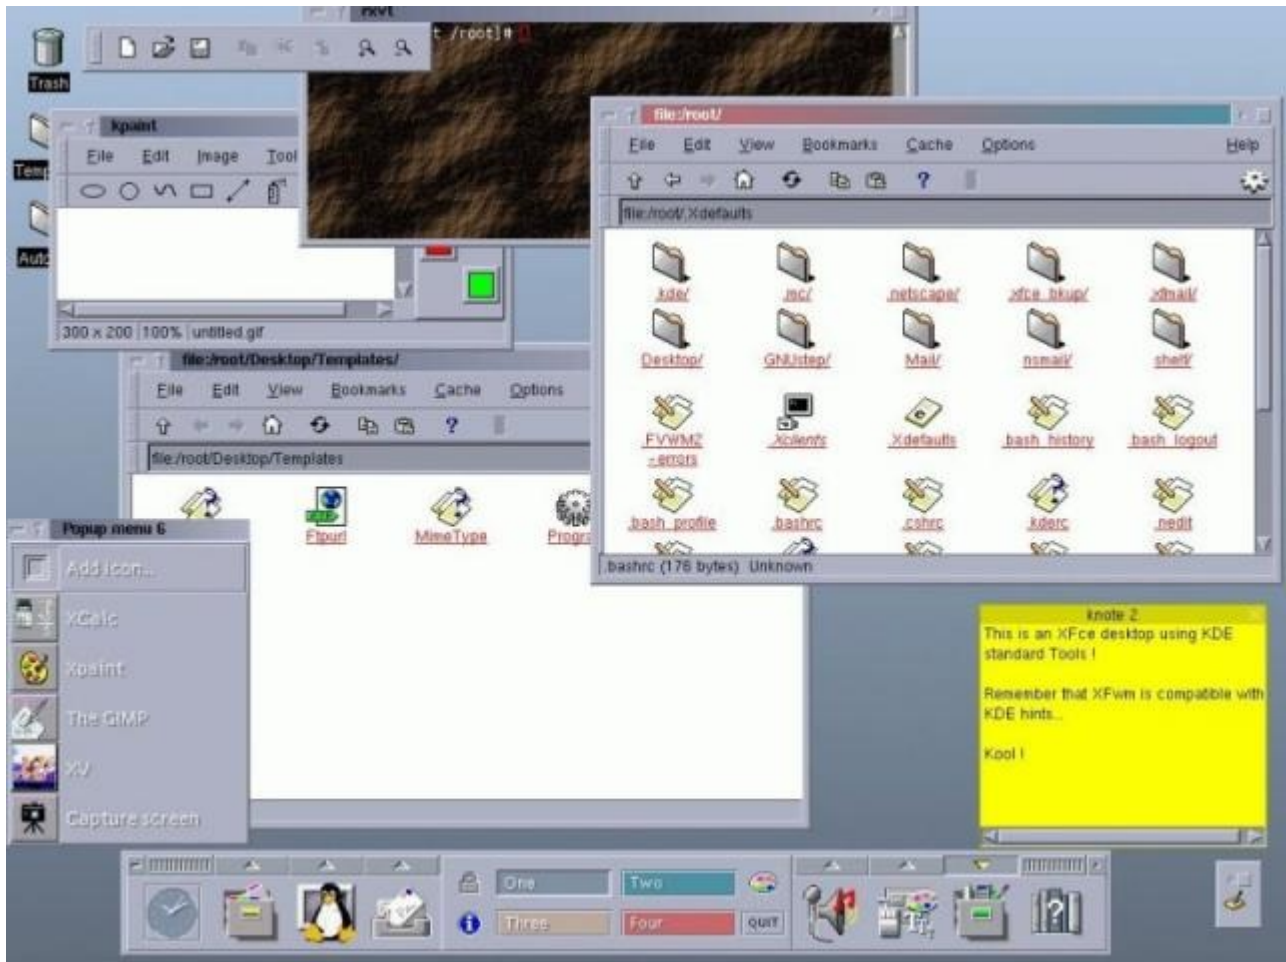 rxvt
t /root]#
Trash
kpaint
File Edit Image Tool
300 x 200 100% untitled.gif
file:/root/
File Edit View Bookmarks Cache Options Help
file:/root/.Xdefaults
.kde/ .mc/ .netscape/ .xfce_bkup/ .xfmail/
Desktop/ GNUstep/ Mail/ nsmail/ shelf/
.FVWM2 .Xclients .Xdefaults .bash_history .bash_logout
-errors
.bash_profile .bashrc .cshrc .kderc .nedit
.bashrc (176 bytes) Unknown
file:/root/Desktop/Templates/
File Edit View Bookmarks Cache Options
file:/root/Desktop/Templates
Ftpurl MimeType Progra
Popup menu 6
Add icon...
XCalc
Xpaint
The GIMP
XV
Capture screen
knote 2
This is an XFce desktop using KDE
standard Tools !
Remember that XFwm is compatible with
KDE hints...
Kool !
One Two
Three Four QUIT